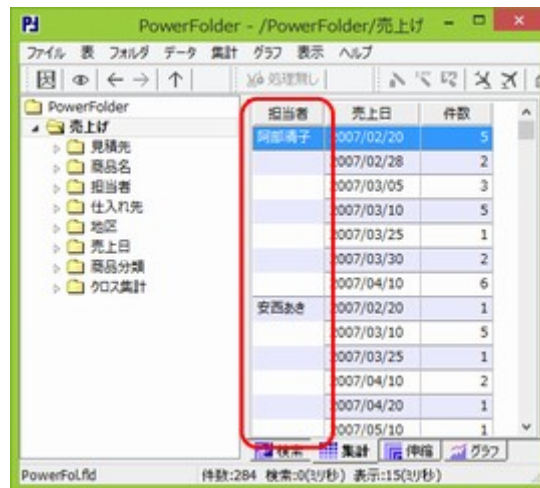 PowerFolder - /PowerFolder/売上げ
ファイル 表 フォルダ データ 集計 グラフ 表示 ヘルプ
処理無し
PowerFolder
売上げ
見積先
商品名
担当者
仕入れ先
地区
売上日
商品分類
クロス集計
担当者 売上日 件数
阿部清子 2007/02/20 5
2007/02/28 2
2007/03/05 3
2007/03/10 5
2007/03/25 1
2007/03/30 2
2007/04/10 6
安西あき 2007/02/20 1
2007/03/10 5
2007/03/25 1
2007/04/10 2
2007/04/20 1
2007/05/10 1
検索 集計 伸縮 グラフ
PowerFol.fld 件数:284 検索:0(ミリ秒) 表示:15(ミリ秒)